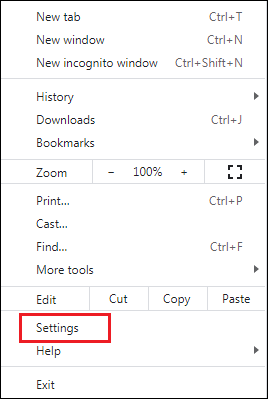 New tab Ctrl+T
New window Ctrl+N
New incognito window Ctrl+Shift+N
History
Downloads Ctrl+J
Bookmarks
Zoom − 100% +
Print... Ctrl+P
Cast...
Find... Ctrl+F
More tools
Edit Cut Copy Paste
Settings
Help
Exit